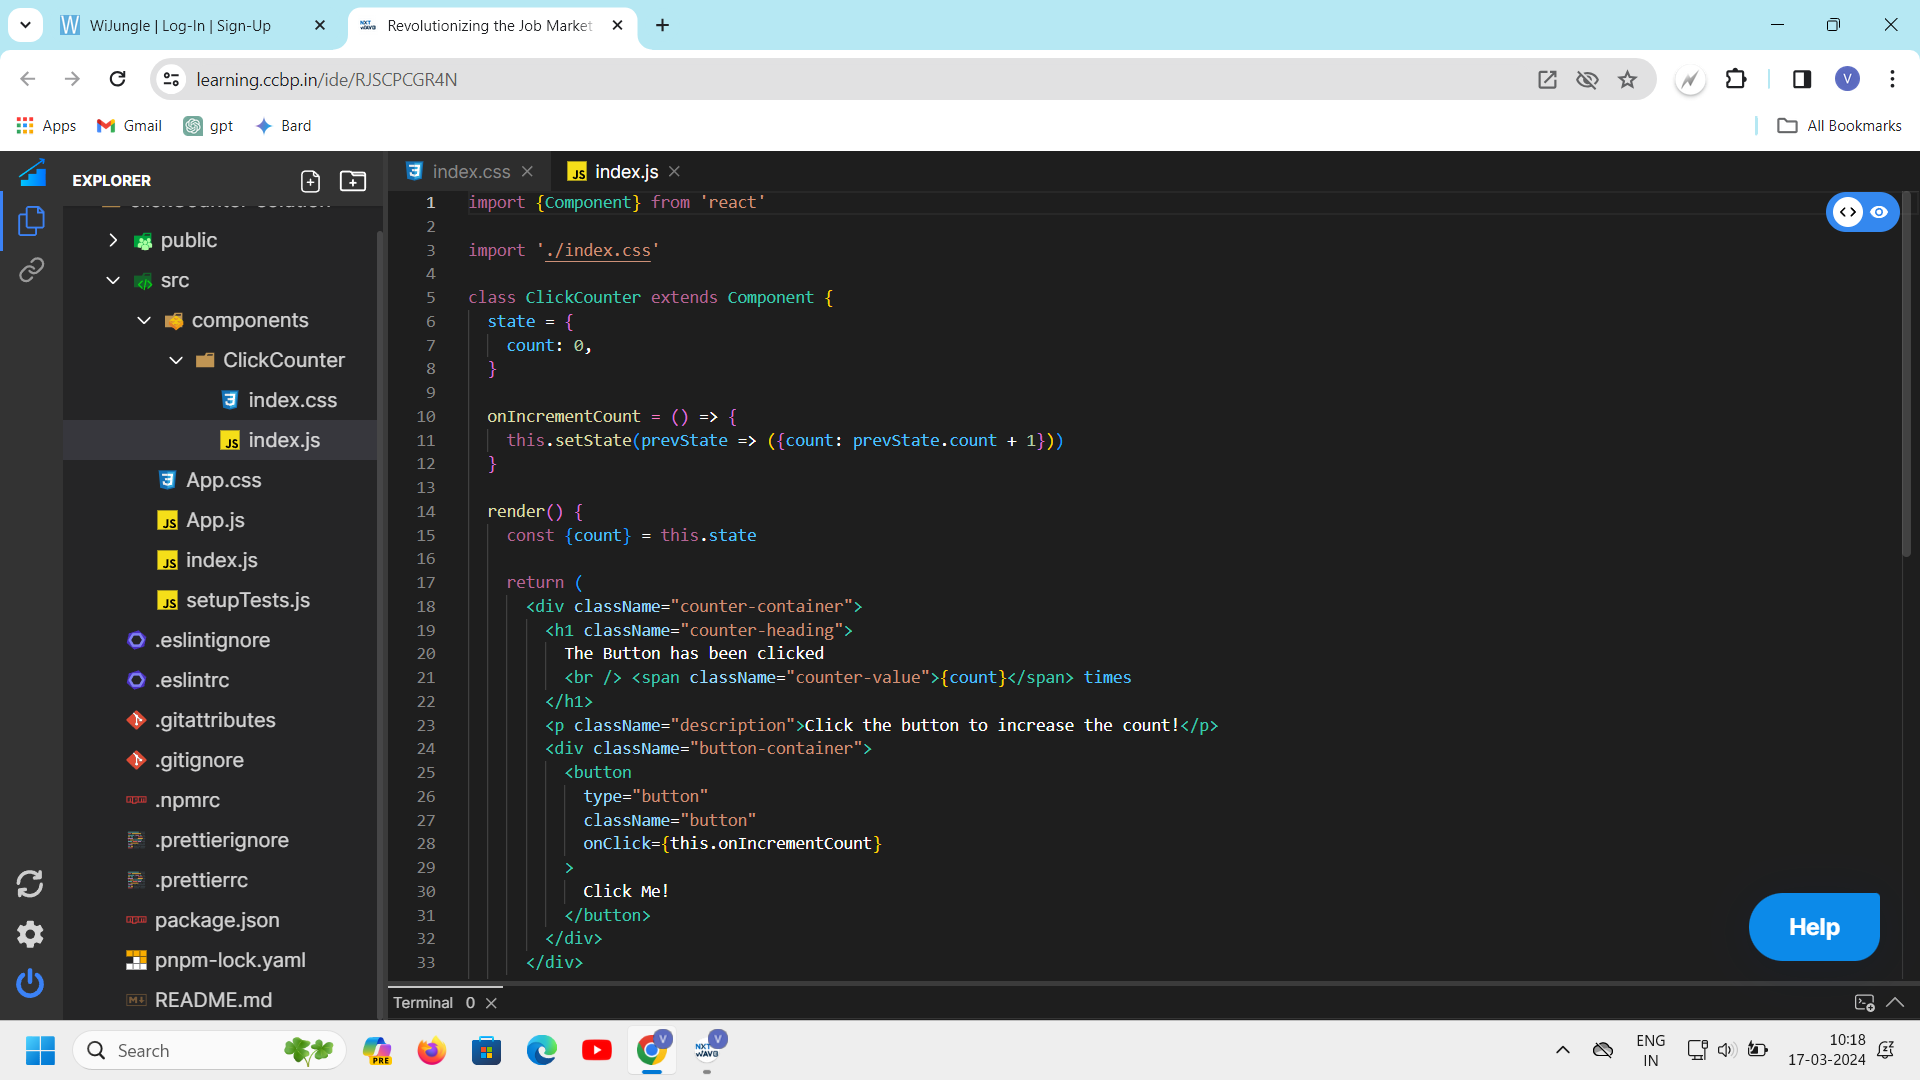 WiJungle | Log-In | Sign-Up
Revolutionizing the Job Market
learning.ccbp.in/ide/RJSCPCGR4N
V
Apps
Gmail
gpt
Bard
All Bookmarks
EXPLORER
public
src
components
ClickCounter
index.css
index.js
App.css
App.js
index.js
setupTests.js
.eslintignore
.eslintrc
.gitattributes
.gitignore
.npmrc
.prettierignore
.prettierrc
package.json
pnpm-lock.yaml
README.md
index.css
index.js
1 import {Component} from 'react'
2
3 import './index.css'
4
5 class ClickCounter extends Component {
6 state = {
7 count: 0,
8 }
9
10 onIncrementCount = () => {
11 this.setState(prevState => ({count: prevState.count + 1}))
12 }
13
14 render() {
15 const {count} = this.state
16
17 return (
18 <div className="counter-container">
19 <h1 className="counter-heading">
20 The Button has been clicked
21 <br /> <span className="counter-value">{count}</span> times
22 </h1>
23 <p className="description">Click the button to increase the count!</p>
24 <div className="button-container">
25 <button
26 type="button"
27 className="button"
28 onClick={this.onIncrementCount}
29 >
30 Click Me!
31 </button>
32 </div>
33 </div>
Help
Terminal 0
Search
PRE
V
NXT WAVE
V
ENG
IN
10:18
17-03-2024